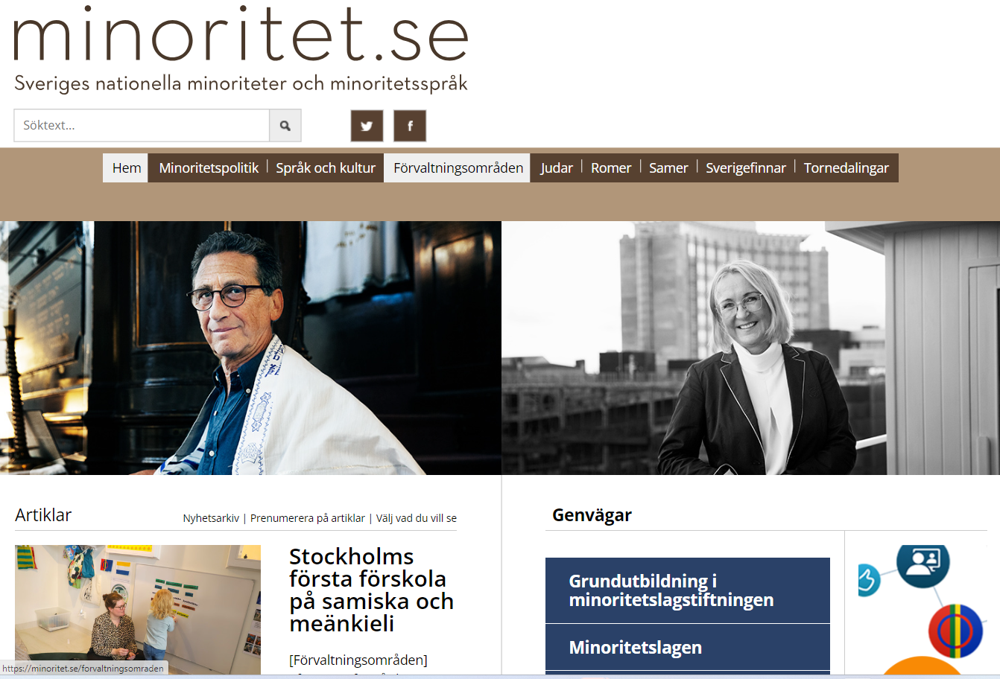 minoritet.se
Sveriges nationella minoriteter och minoritetsspråk
Söktext...
Hem
Minoritetspolitik
Språk och kultur
Förvaltningsområden
Judar
Romer
Samer
Sverigefinnar
Tornedalingar
Artiklar
Nyhetsarkiv | Prenumerera på artiklar | Välj vad du vill se
Stockholms
första förskola
på samiska och
meänkieli
[Förvaltningsområden]
Genvägar
Grundutbildning i
minoritetslagstiftningen
Minoritetslagen
https://minoritet.se/forvaltningsomraden